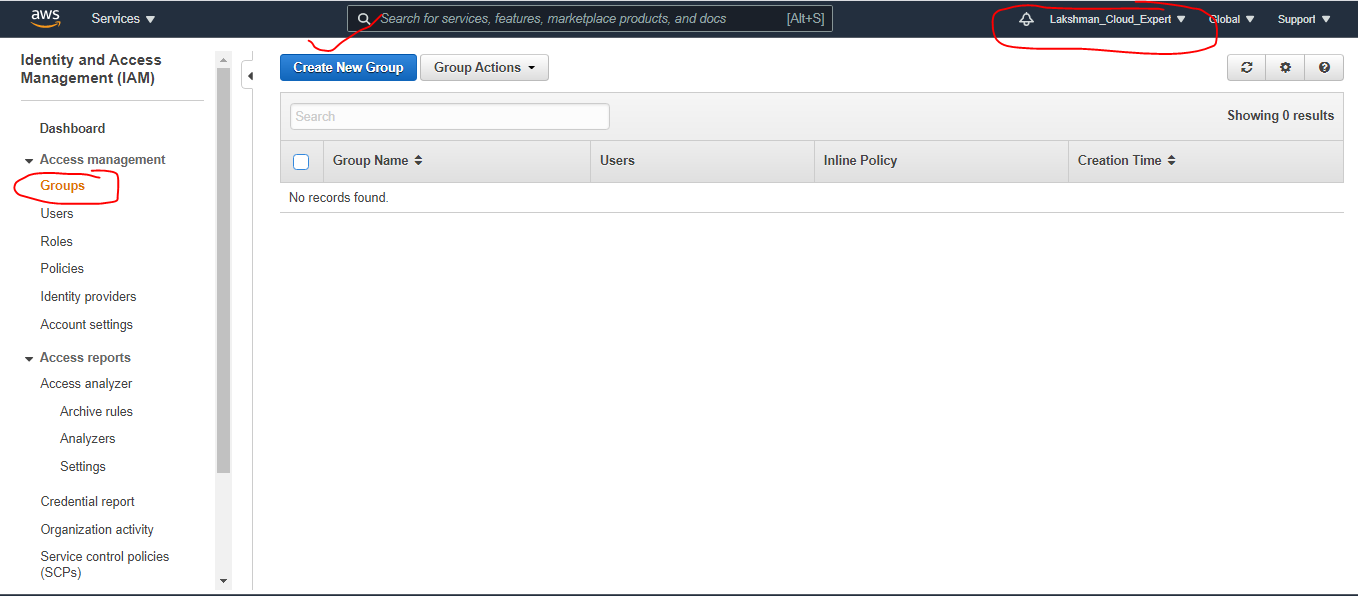 aws Services Search for services, features, marketplace products, and docs [Alt+S] Lakshman_Cloud_Expert Global Support
Identity and Access
Management (IAM)
Dashboard
Access management
Groups
Users
Roles
Policies
Identity providers
Account settings
Access reports
Access analyzer
Archive rules
Analyzers
Settings
Credential report
Organization activity
Service control policies
(SCPs)
Create New Group Group Actions
Search Showing 0 results
Group Name Users Inline Policy Creation Time
No records found.